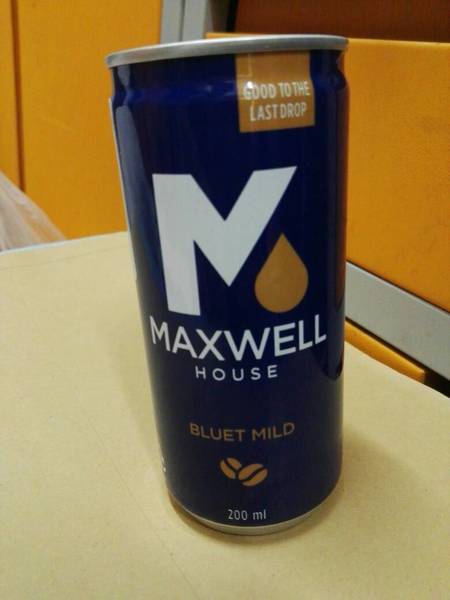 GOOD TO THE
LAST DROP
M
MAXWELL
HOUSE
BLUET MILD
200 ml